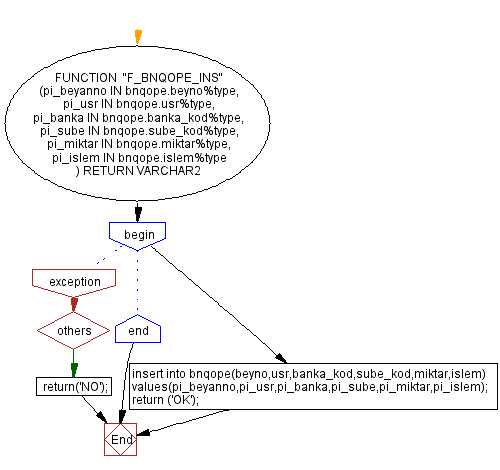 FUNCTION "F_BNQOPE_INS"
(pi_beyanno IN bnqope.beyno%type,
pi_usr IN bnqope.usr%type,
pi_banka IN bnqope.banka_kod%type,
pi_sube IN bnqope.sube_kod%type,
pi_miktar IN bnqope.miktar%type,
pi_islem IN bnqope.islem%type
) RETURN VARCHAR2
begin
exception
others
end
return('NO');
insert into bnqope(beyno,usr,banka_kod,sube_kod,miktar,islem)
values(pi_beyanno,pi_usr,pi_banka,pi_sube,pi_miktar,pi_islem);
return ('OK');
End